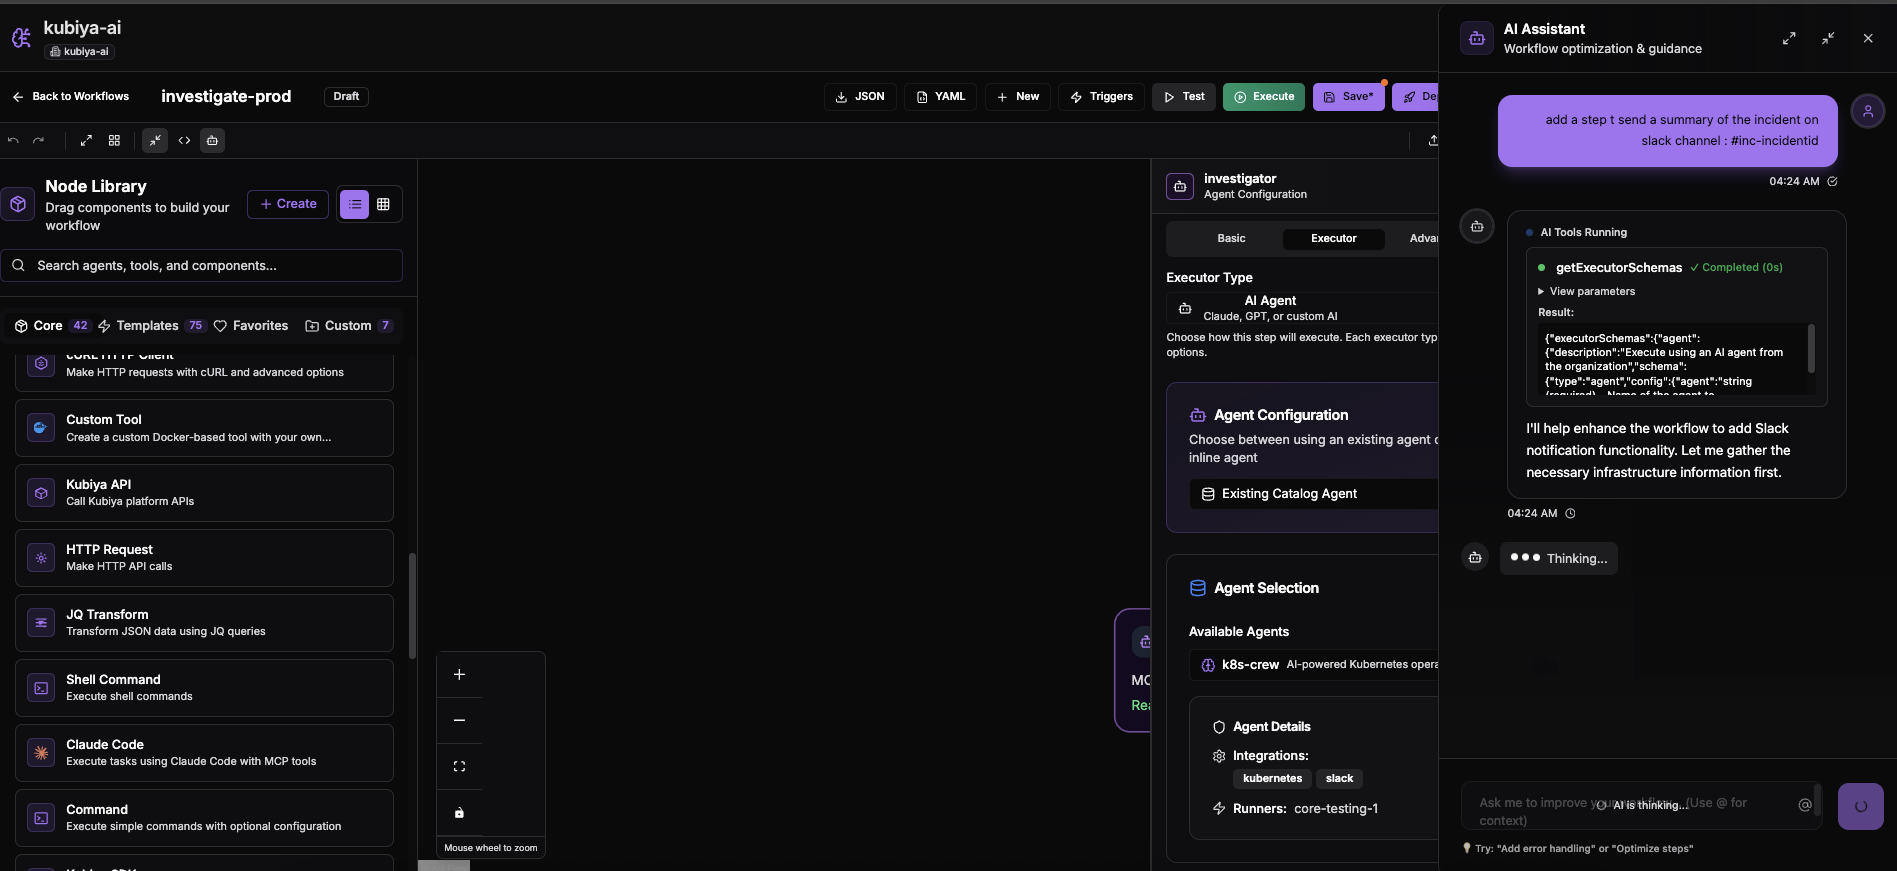 kubiya-ai
kubiya-ai
Back to Workflows
investigate-prod
Draft
JSON
YAML
New
Triggers
Test
Execute
Save*
Node Library
Drag components to build your
workflow
Create
Search agents, tools, and components...
Core 42
Templates 75
Favorites
Custom 7
cURL HTTP Client
Make HTTP requests with cURL and advanced options
Custom Tool
Create a custom Docker-based tool with your own...
Kubiya API
Call Kubiya platform APIs
HTTP Request
Make HTTP API calls
JQ Transform
Transform JSON data using JQ queries
Shell Command
Execute shell commands
Claude Code
Execute tasks using Claude Code with MCP tools
Command
Execute simple commands with optional configuration
Mouse wheel to zoom
investigator
Agent Configuration
Basic
Executor
Executor Type
AI Agent
Claude, GPT, or custom AI
Choose how this step will execute. Each executor typ
options.
Agent Configuration
Choose between using an existing agent
inline agent
Existing Catalog Agent
Agent Selection
Available Agents
k8s-crew AI-powered Kubernetes opera
Agent Details
Integrations:
kubernetes
slack
Runners: core-testing-1
AI Assistant
Workflow optimization & guidance
add a step t send a summary of the incident on
slack channel : #inc-incidentid
04:24 AM
AI Tools Running
getExecutorSchemas ✓ Completed (0s)
View parameters
Result:
{"executorSchemas":{"agent":
{"description":"Execute using an AI agent from
the organization","schema":
{"type":"agent","config":{"agent":"string
(required) - Name of the agent to
I'll help enhance the workflow to add Slack
notification functionality. Let me gather the
necessary infrastructure information first.
04:24 AM
Thinking...
Ask me to improve your workflow... (Use @ for
context)
AI is thinking...
Try: "Add error handling" or "Optimize steps"